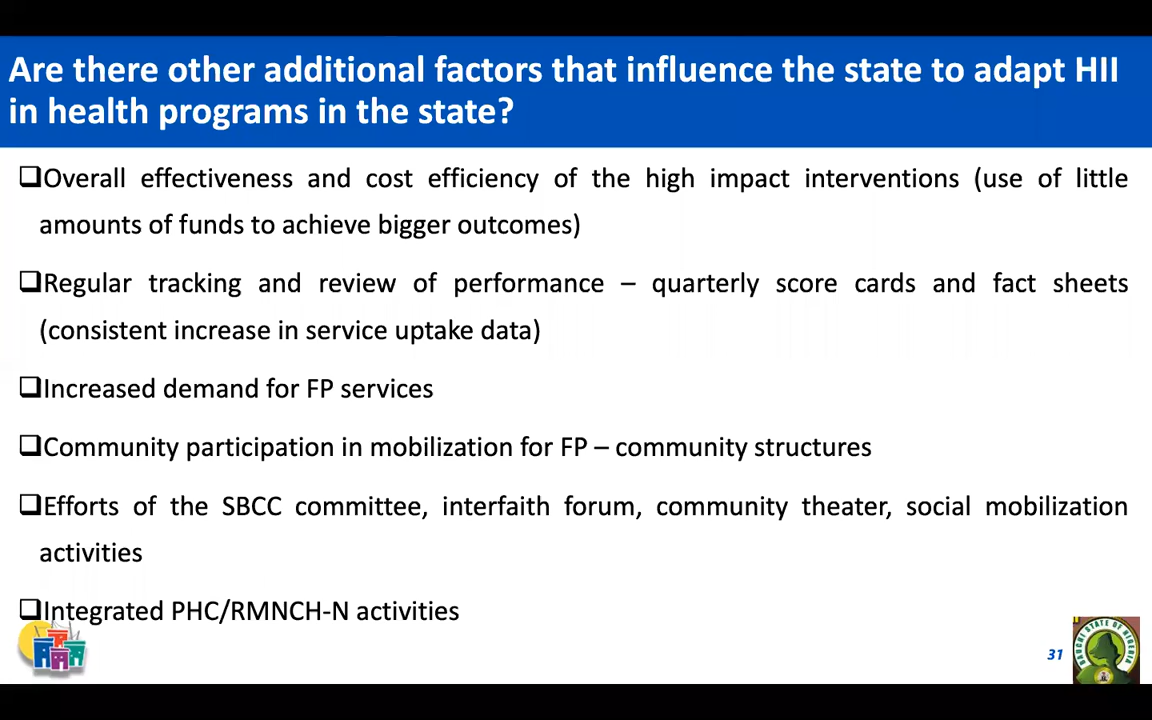 Are there other additional factors that influence the state to adapt HII
in health programs in the state?
❑Overall effectiveness and cost efficiency of the high impact interventions (use of little
amounts of funds to achieve bigger outcomes)
❑Regular tracking and review of performance – quarterly score cards and fact sheets
(consistent increase in service uptake data)
❑Increased demand for FP services
❑Community participation in mobilization for FP – community structures
❑Efforts of the SBCC committee, interfaith forum, community theater, social mobilization
activities
❑Integrated PHC/RMNCH-N activities
31
BAUCHI STATE OF NIGERIA